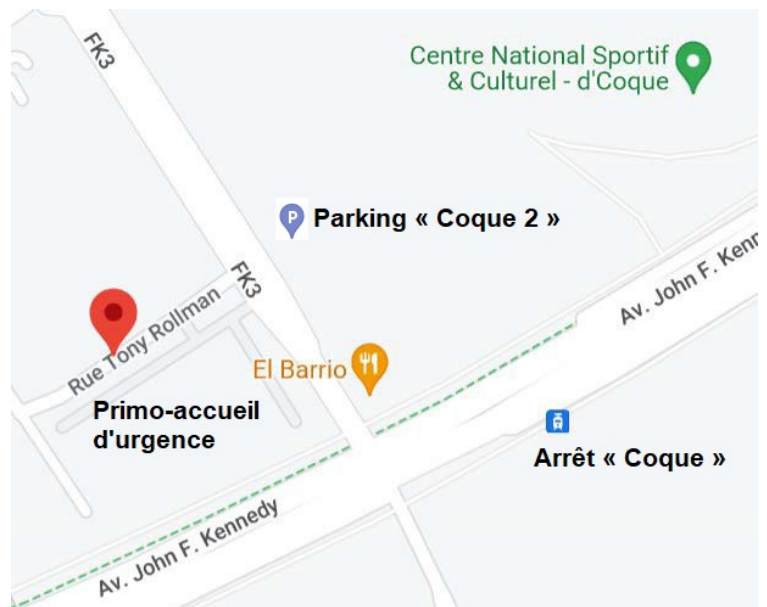 FK3
Centre National Sportif
& Culturel - d'Coque
P Parking « Coque 2 »
FK3
Av. John F. Kenn
Rue Tony Rollman
El Barrio
Primo-accueil
d'urgence
Arrêt « Coque »
Av. John F. Kennedy